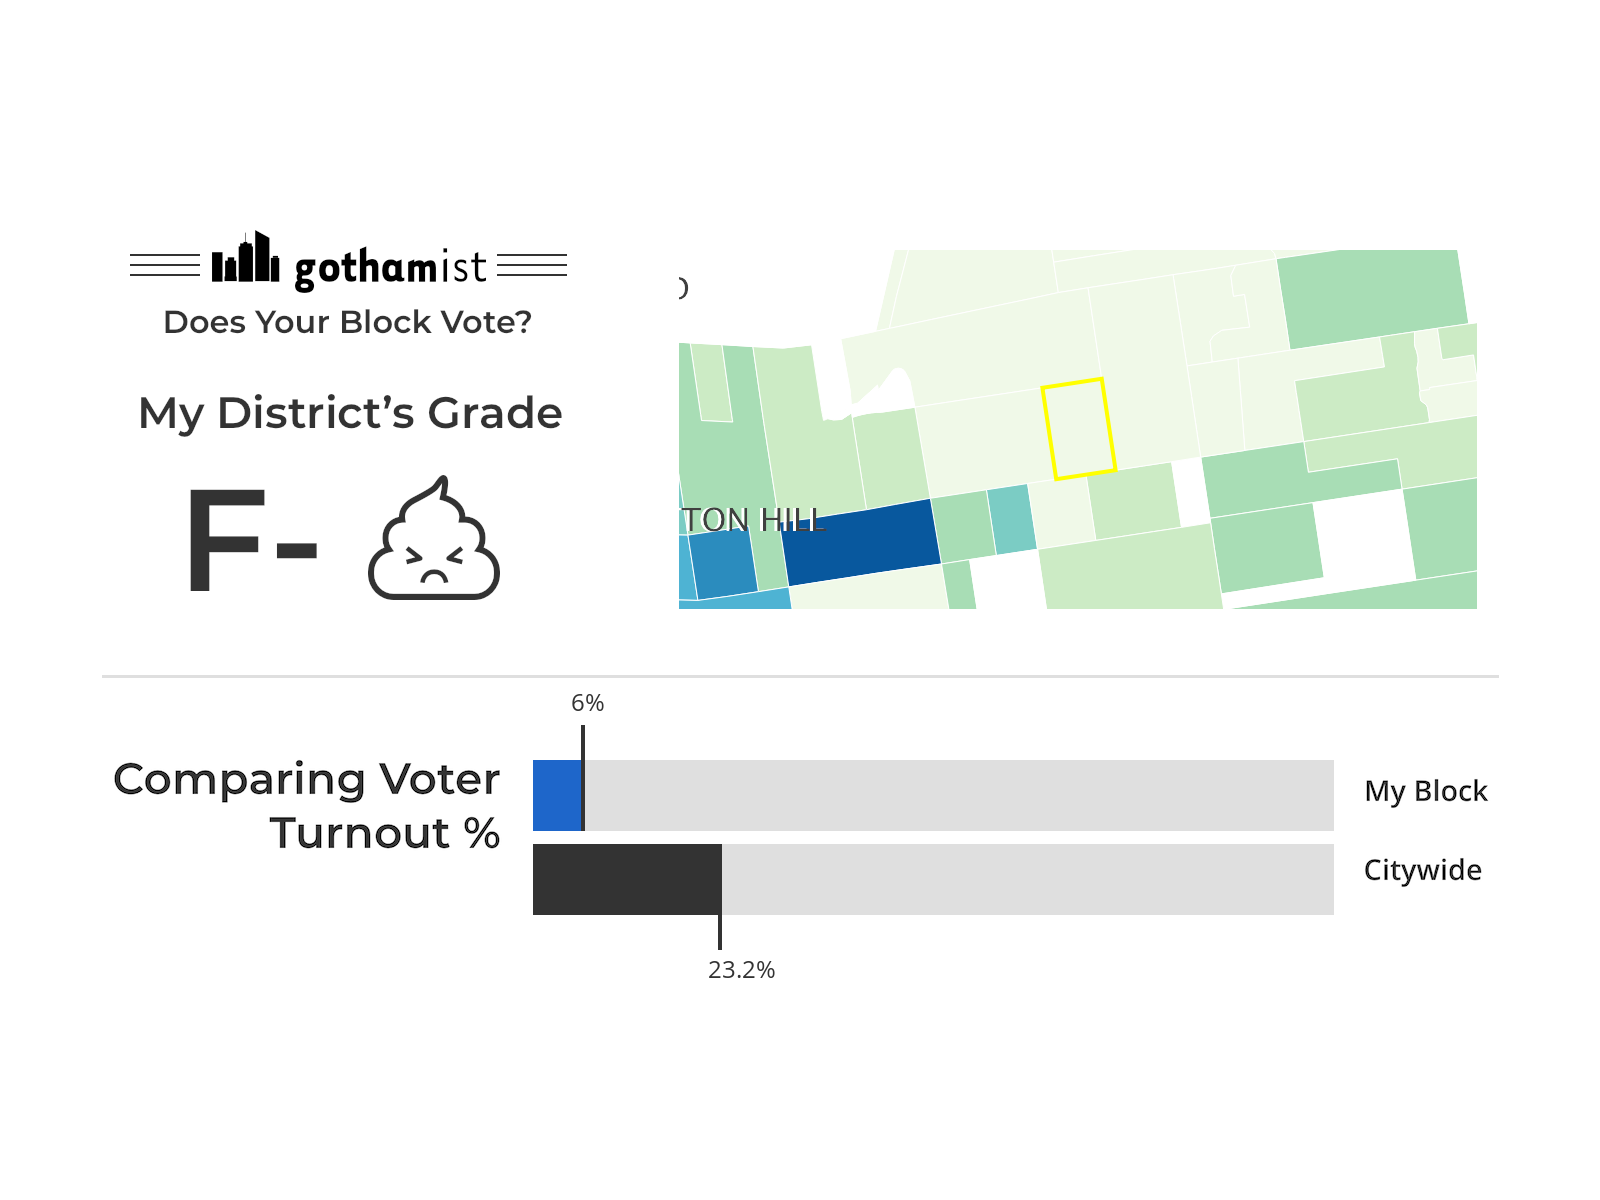 gothamist
Does Your Block Vote?
My District's Grade
F-
TON HILL
6%
Comparing Voter
Turnout %
My Block
Citywide
23.2%